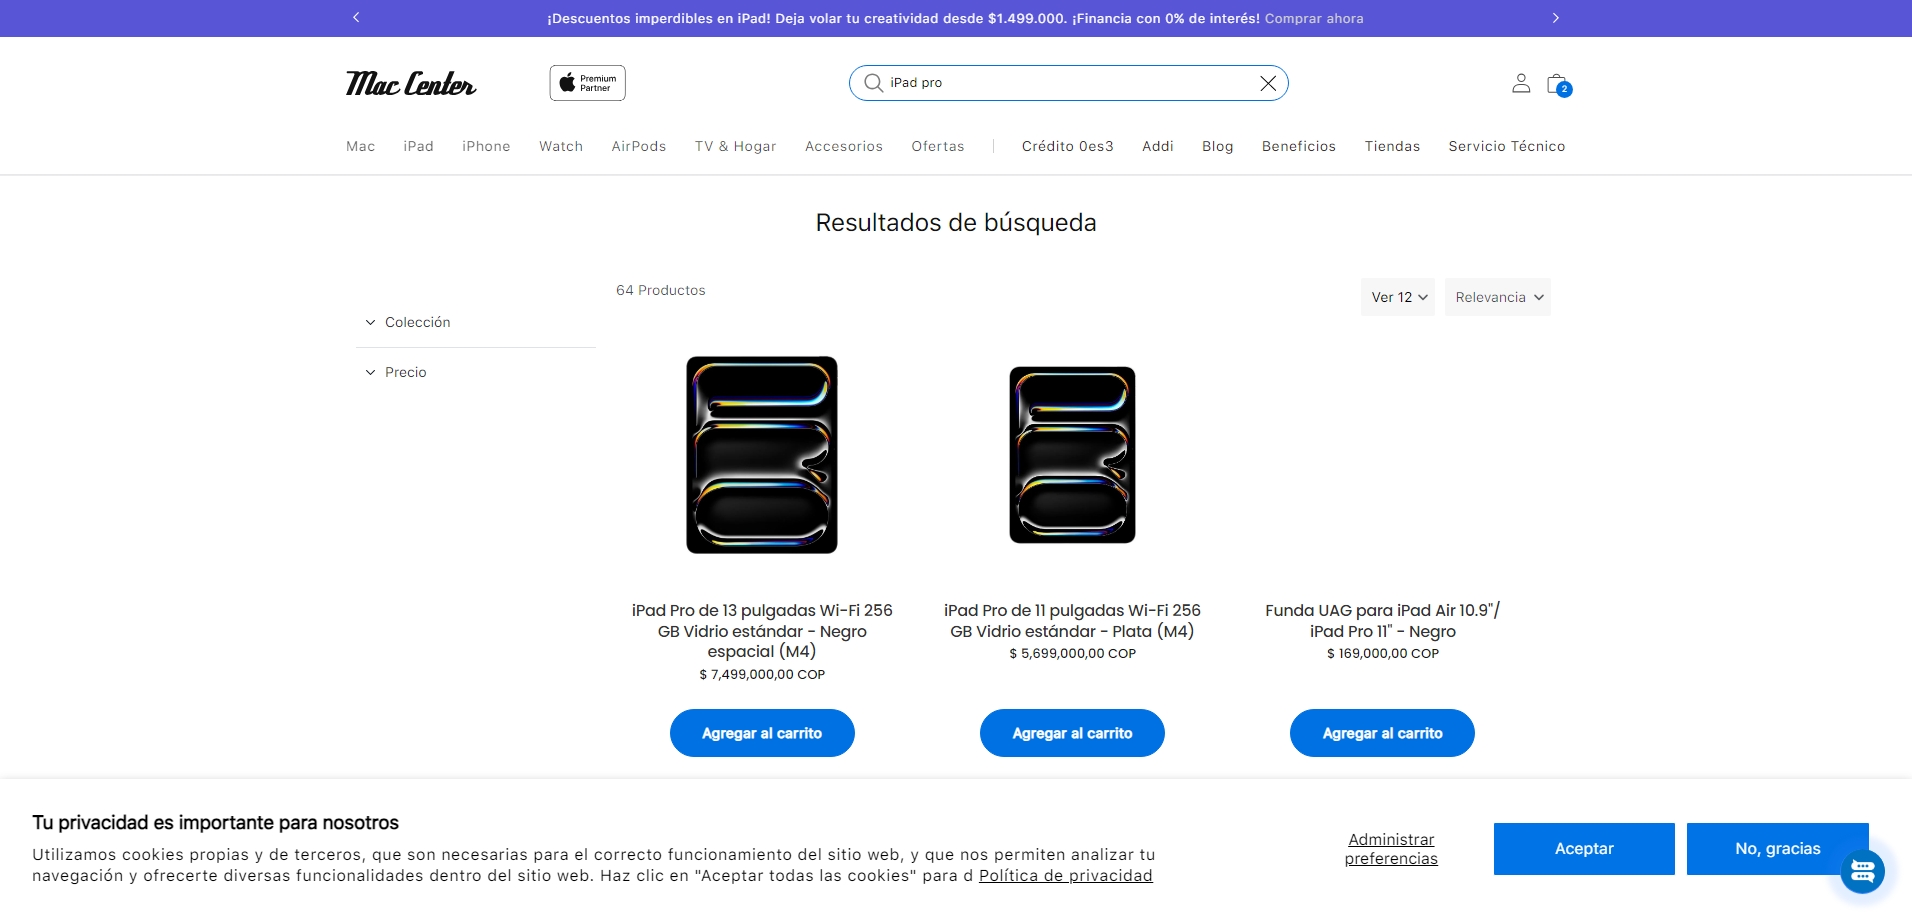 ¡Descuentos imperdibles en iPad! Deja volar tu creatividad desde $1.499.000. ¡Financia con 0% de interés! Comprar ahora
Mac Center
Premium
Partner
iPad pro
2
Mac iPad iPhone Watch AirPods TV & Hogar Accesorios Ofertas Crédito 0es3 Addi Blog Beneficios Tiendas Servicio Técnico
Resultados de búsqueda
64 Productos
Ver 12
Relevancia
Colección
Precio
iPad Pro de 13 pulgadas Wi-Fi 256
GB Vidrio estándar - Negro
espacial (M4)
$ 7,499,000,00 COP
Agregar al carrito
iPad Pro de 11 pulgadas Wi-Fi 256
GB Vidrio estándar - Plata (M4)
$ 5,699,000,00 COP
Agregar al carrito
Funda UAG para iPad Air 10.9"/
iPad Pro 11" - Negro
$ 169,000,00 COP
Agregar al carrito
Tu privacidad es importante para nosotros
Utilizamos cookies propias y de terceros, que son necesarias para el correcto funcionamiento del sitio web, y que nos permiten analizar tu
navegación y ofrecerte diversas funcionalidades dentro del sitio web. Haz clic en "Aceptar todas las cookies" para d Política de privacidad
Administrar
preferencias
Aceptar
No, gracias